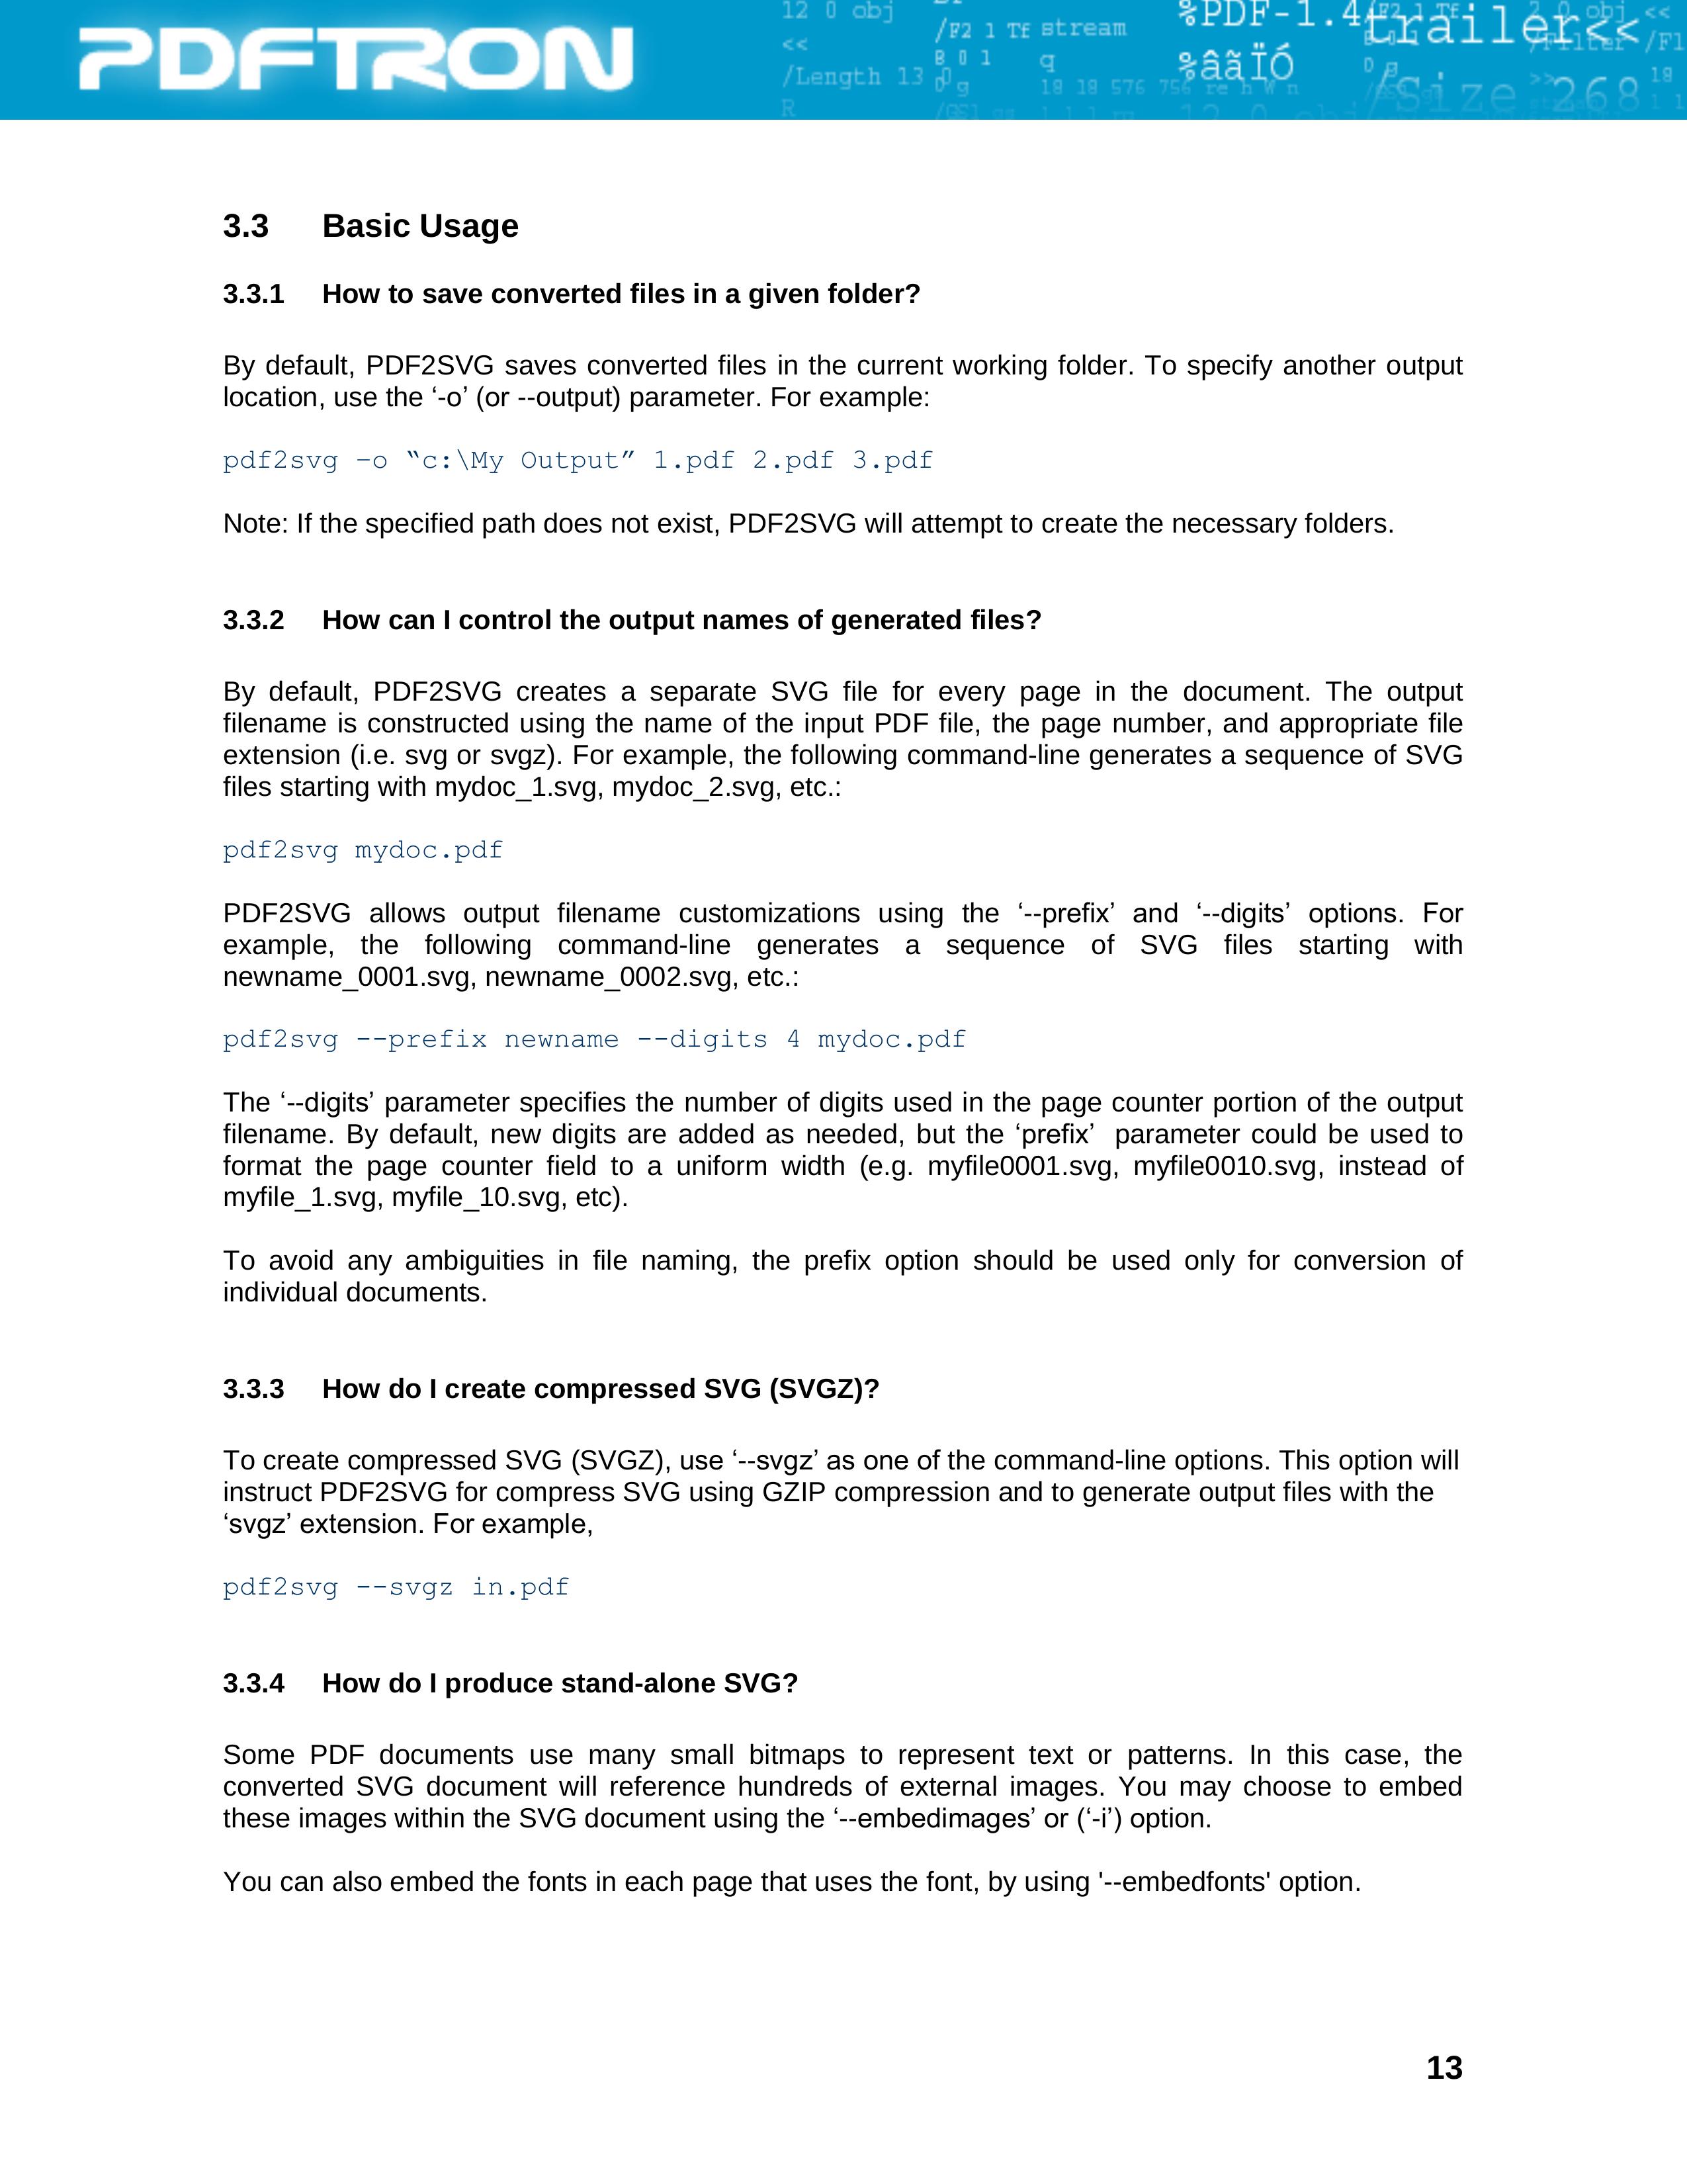 PDFTRON
12 0 obj
<<
/Length 13 0
R
/F2 1 Tf
stream
q
18 18 576 756 re h W n
%PDF-1.4
%âãÏÓ
trailer<<
/Size 268
3.3 Basic Usage
3.3.1 How to save converted files in a given folder?
By default, PDF2SVG saves converted files in the current working folder. To specify another output
location, use the ‘-o’ (or --output) parameter. For example:
pdf2svg –o “c:\My Output” 1.pdf 2.pdf 3.pdf
Note: If the specified path does not exist, PDF2SVG will attempt to create the necessary folders.
3.3.2 How can I control the output names of generated files?
By default, PDF2SVG creates a separate SVG file for every page in the document. The output
filename is constructed using the name of the input PDF file, the page number, and appropriate file
extension (i.e. svg or svgz). For example, the following command-line generates a sequence of SVG
files starting with mydoc_1.svg, mydoc_2.svg, etc.:
pdf2svg mydoc.pdf
PDF2SVG allows output filename customizations using the ‘--prefix’ and ‘--digits’ options. For
example, the following command-line generates a sequence of SVG files starting with
newname_0001.svg, newname_0002.svg, etc.:
pdf2svg --prefix newname --digits 4 mydoc.pdf
The ‘--digits’ parameter specifies the number of digits used in the page counter portion of the output
filename. By default, new digits are added as needed, but the ‘prefix’ parameter could be used to
format the page counter field to a uniform width (e.g. myfile0001.svg, myfile0010.svg, instead of
myfile_1.svg, myfile_10.svg, etc).
To avoid any ambiguities in file naming, the prefix option should be used only for conversion of
individual documents.
3.3.3 How do I create compressed SVG (SVGZ)?
To create compressed SVG (SVGZ), use ‘--svgz’ as one of the command-line options. This option will
instruct PDF2SVG for compress SVG using GZIP compression and to generate output files with the
‘svgz’ extension. For example,
pdf2svg --svgz in.pdf
3.3.4 How do I produce stand-alone SVG?
Some PDF documents use many small bitmaps to represent text or patterns. In this case, the
converted SVG document will reference hundreds of external images. You may choose to embed
these images within the SVG document using the ‘--embedimages’ or (‘-i’) option.
You can also embed the fonts in each page that uses the font, by using '--embedfonts' option.
13